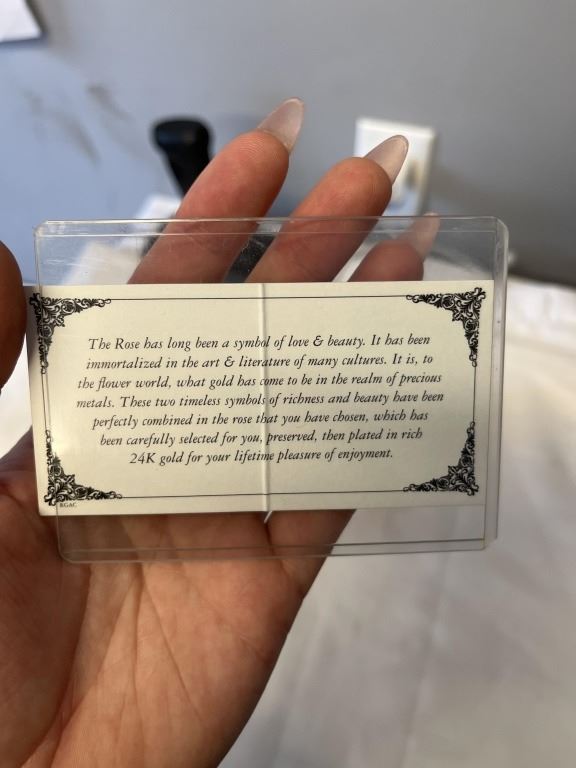 The Rose has long been a symbol of love & beauty. It has been
immortalized in the art & literature of many cultures. It is, to
the flower world, what gold has come to be in the realm of precious
metals. These two timeless symbols of richness and beauty have been
perfectly combined in the rose that you have chosen, which has
been carefully selected for you, preserved, then plated in rich
24K gold for your lifetime pleasure of enjoyment.
RGAC